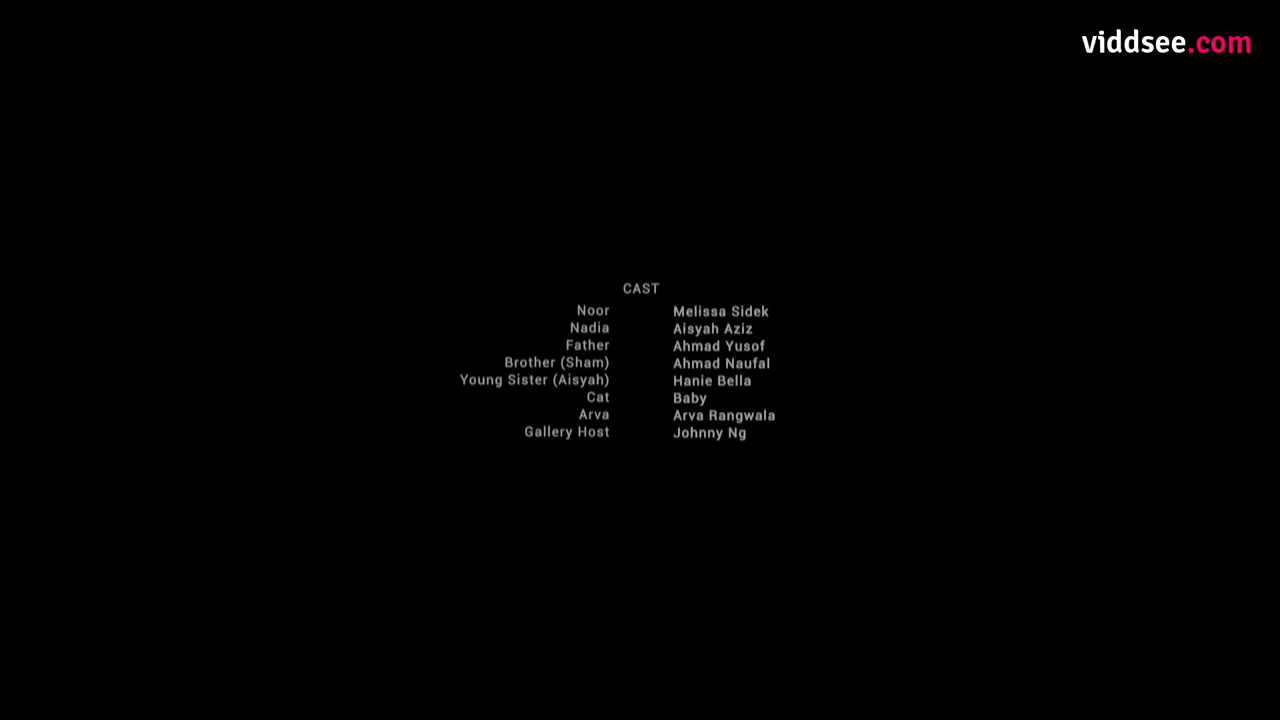 viddsee.com
CAST
Noor Melissa Sidek
Nadia Aisyah Aziz
Father Ahmad Yusof
Brother (Sham) Ahmad Naufal
Young Sister (Aisyah) Hanie Bella
Cat Baby
Arva Arva Rangwala
Gallery Host Johnny Ng